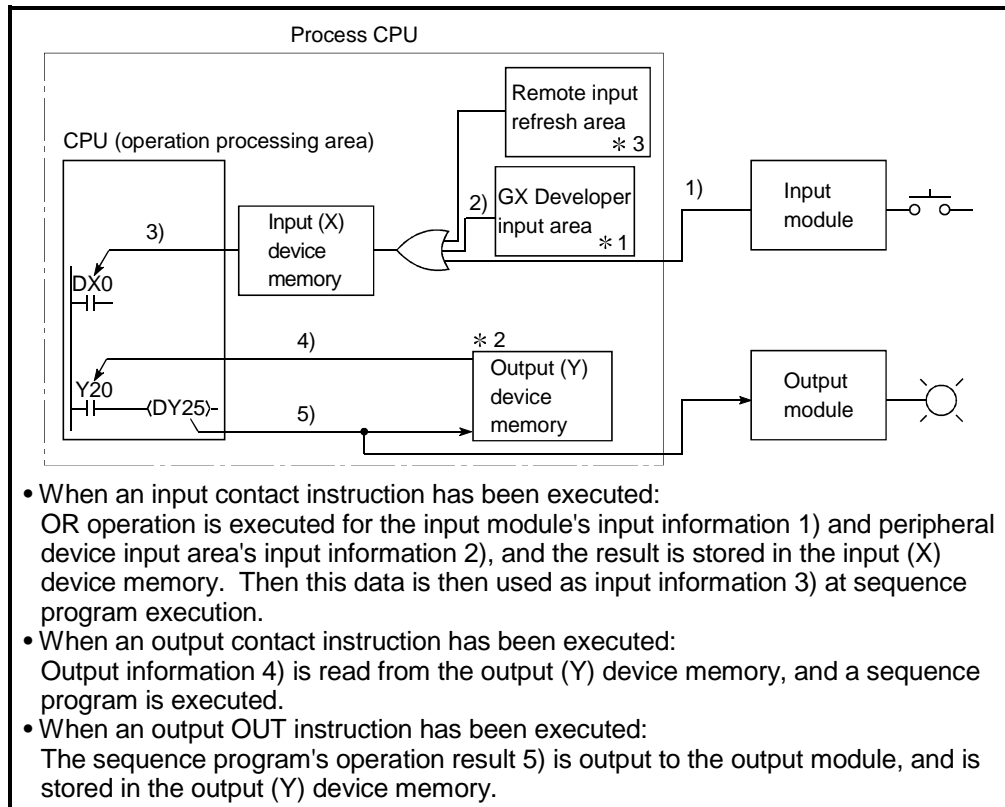 Process CPU
Remote input
refresh area
＊ 3
CPU (operation processing area)
GX Developer
input area
＊ 1
2)
1)
Input
module
Input (X)
device
memory
3)
DX0
4)
＊ 2
Output (Y)
device
memory
Output
module
Y20
DY25
5)
• When an input contact instruction has been executed:
OR operation is executed for the input module's input information 1) and peripheral
device input area's input information 2), and the result is stored in the input (X)
device memory. Then this data is then used as input information 3) at sequence
program execution.
• When an output contact instruction has been executed:
Output information 4) is read from the output (Y) device memory, and a sequence
program is executed.
• When an output OUT instruction has been executed:
The sequence program's operation result 5) is output to the output module, and is
stored in the output (Y) device memory.